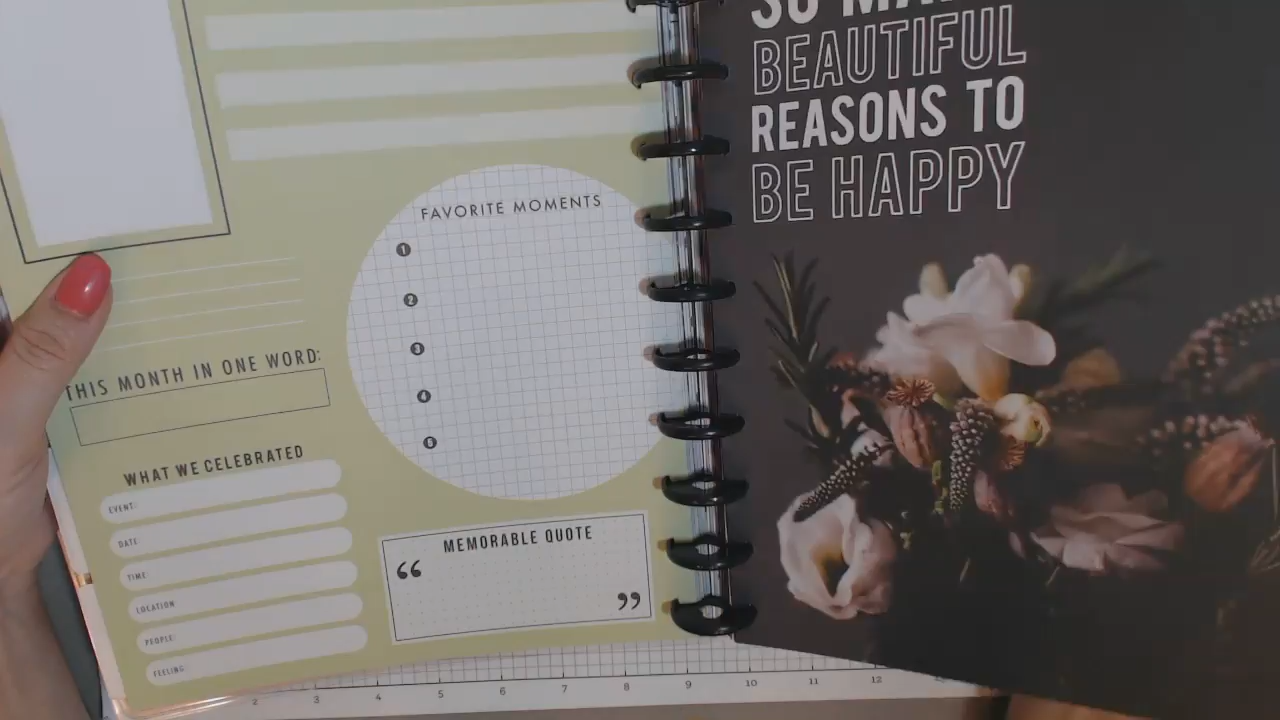 FAVORITE MOMENTS
1
2
3
4
5
THIS MONTH IN ONE WORD:
WHAT WE CELEBRATED
EVENT:
DATE
TIME
LOCATION
PEOPLE:
FEELING
MEMORABLE QUOTE
“
”
SO
BEAUTIFUL
REASONS TO
BE HAPPY
2 3 4 5 6 7 8 9 10 11 12